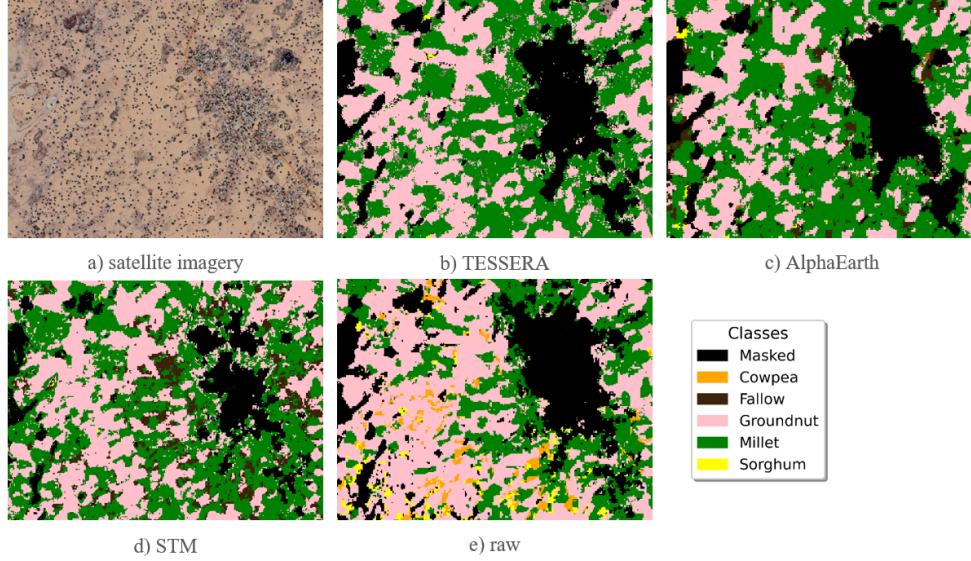 a) satellite imagery
b) TESSERA
c) AlphaEarth
d) STM
e) raw
Classes
Masked
Cowpea
Fallow
Groundnut
Millet
Sorghum